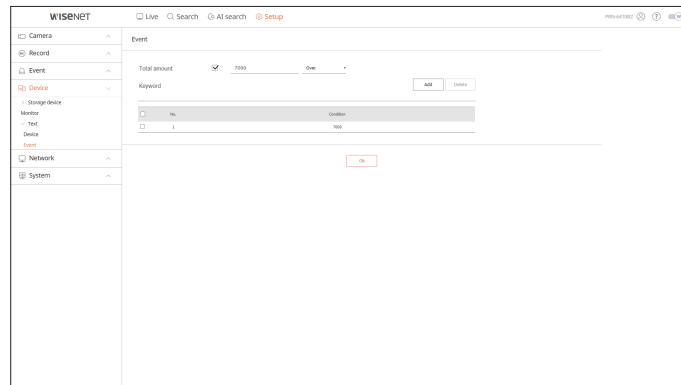 WISENET
Live Search AI search Setup
PRN-6410B2
Camera
Record
Event
Device
Storage device
Monitor
Text
Device
Event
Network
System
Event
Total amount 7000 Over
Keyword Add Delete
No. Condition
1 7000
Ok